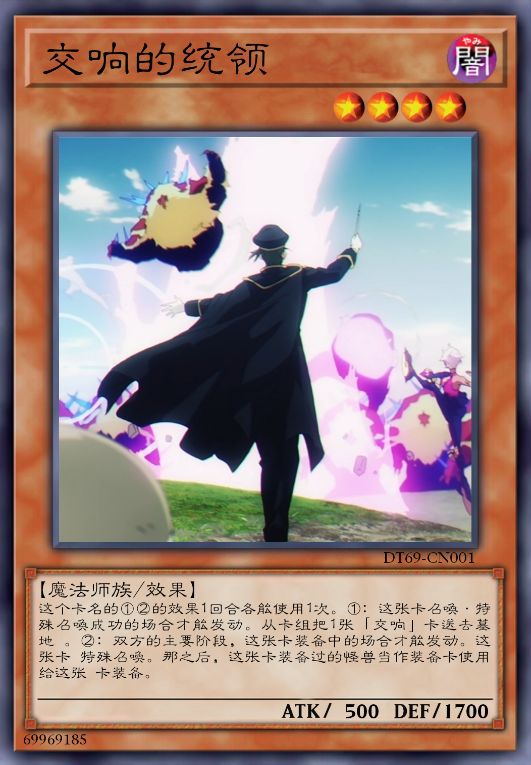 交响的统领
やみ
闇
DT69-CN001
【魔法师族/效果】
这个卡名的①②的效果1回合各能使用1次。①：这张卡召唤·特
殊召唤成功的场合才能发动。从卡组把1张「交响」卡送去墓
地 。②：双方的主要阶段，这张卡装备中的场合才能发动。这
张卡 特殊召唤。那之后，这张卡装备过的怪兽当作装备卡使用
给这张 卡装备。
ATK/ 500 DEF/1700
69969185